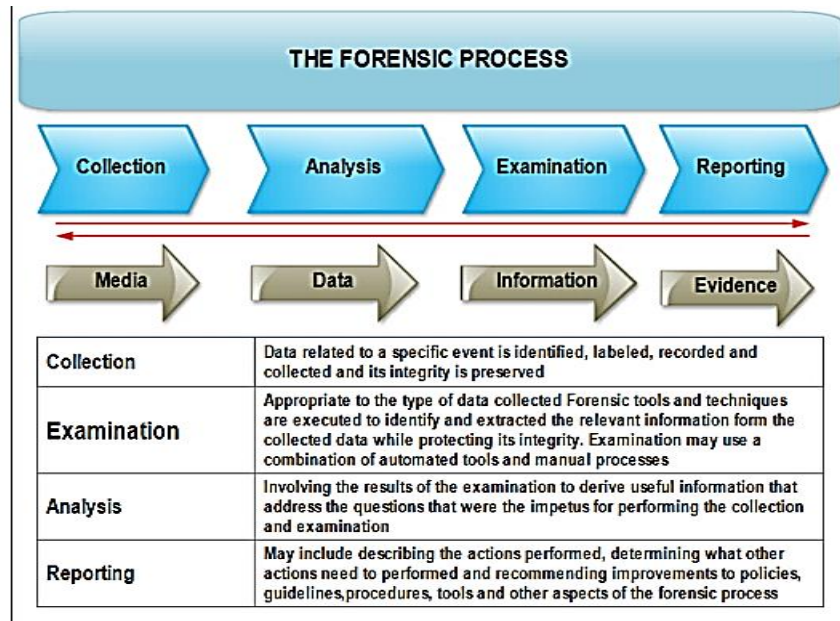 THE FORENSIC PROCESS
Collection
Analysis
Examination
Reporting
Media
Data
Information
Evidence
Collection
Data related to a specific event is identified, labeled, recorded and
collected and its integrity is preserved
Examination
Appropriate to the type of data collected Forensic tools and techniques
are executed to identify and extracted the relevant information form the
collected data while protecting its integrity. Examination may use a
combination of automated tools and manual processes
Analysis
Involving the results of the examination to derive useful information that
address the questions that were the impetus for performing the collection
and examination
Reporting
May include describing the actions performed, determining what other
actions need to performed and recommending improvements to policies,
guidelines,procedures, tools and other aspects of the forensic process